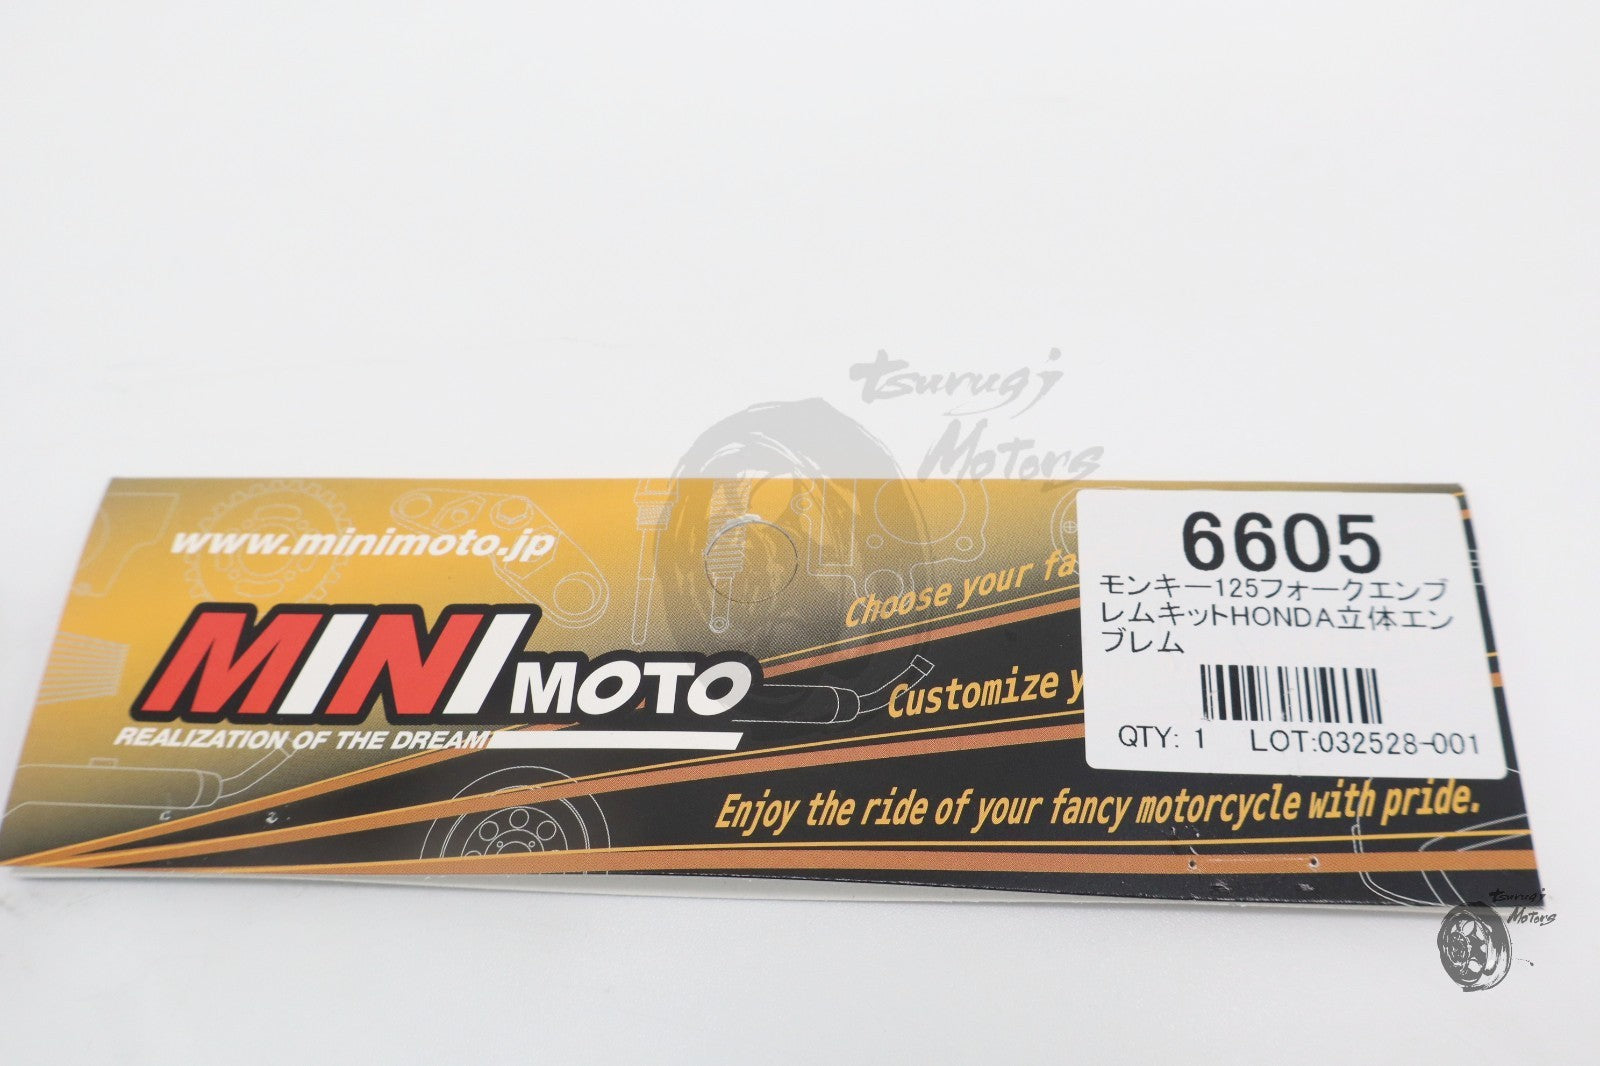 tsurugi
Motors
www.minimoto.jp
MINI MOTO
REALIZATION OF THE DREAM
Choose your fa
Customize y
Enjoy the ride of your fancy motorcycle with pride.
6605
モンキー125フォークエンブ
レムキットHONDA立体エン
ブレム
QTY: 1 LOT:032528-001
tsurugi
Motors